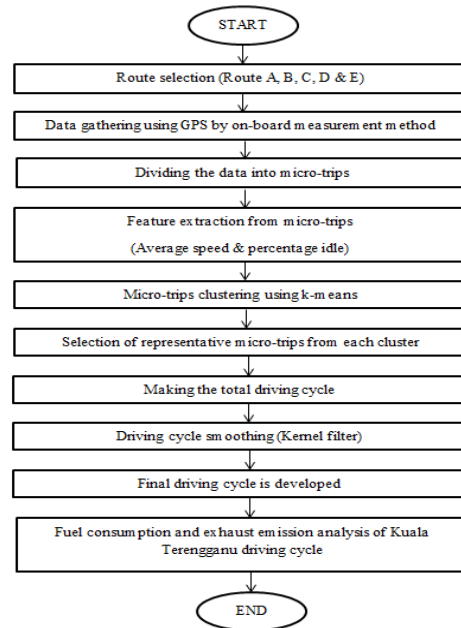 START
Route selection (Route A, B, C, D & E)
Data gathering using GPS by on-board measurement method
Dividing the data into micro-trips
Feature extraction from micro-trips
(Average speed & percentage idle)
Micro-trips clustering using k-means
Selection of representative micro-trips from each cluster
Making the total driving cycle
Driving cycle smoothing (Kernel filter)
Final driving cycle is developed
Fuel consumption and exhaust emission analysis of Kuala
Terengganu driving cycle
END